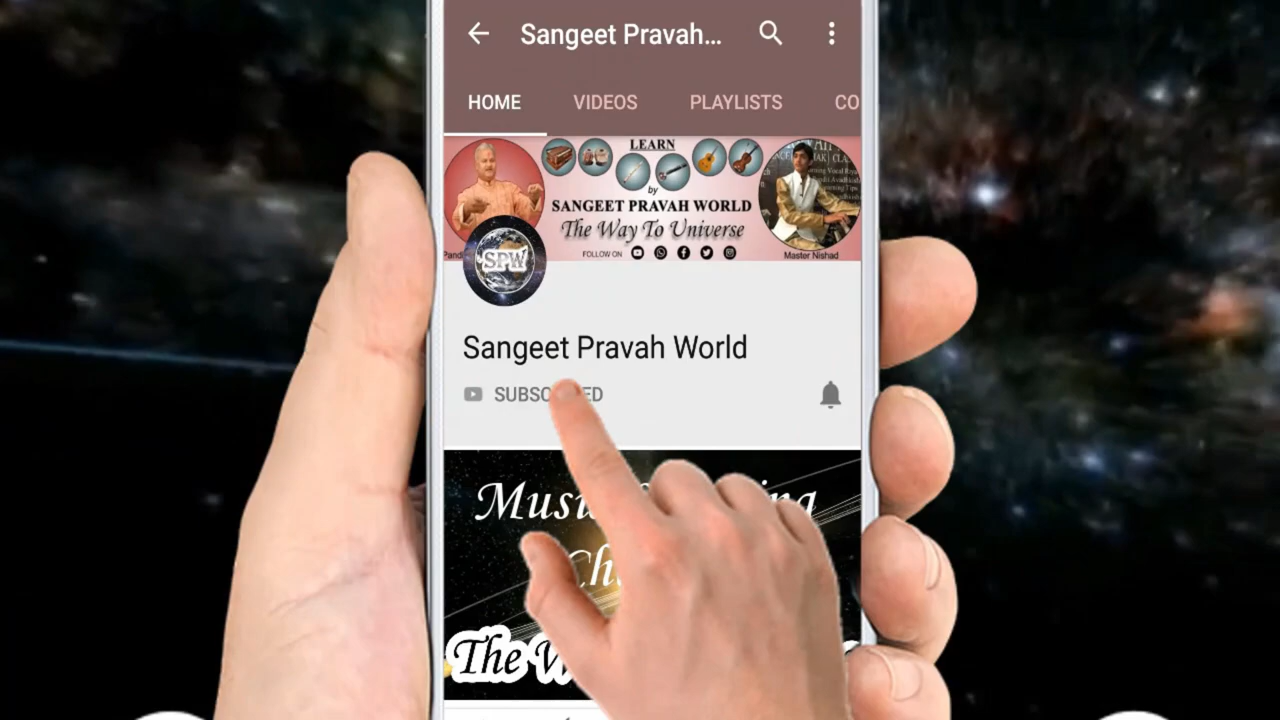 Sangeet Pravah...
HOME VIDEOS PLAYLISTS CO
LEARN
by
SANGEET PRAVAH WORLD
The Way To Universe
FOLLOW ON
Master Nishad
SPW
Sangeet Pravah World
The